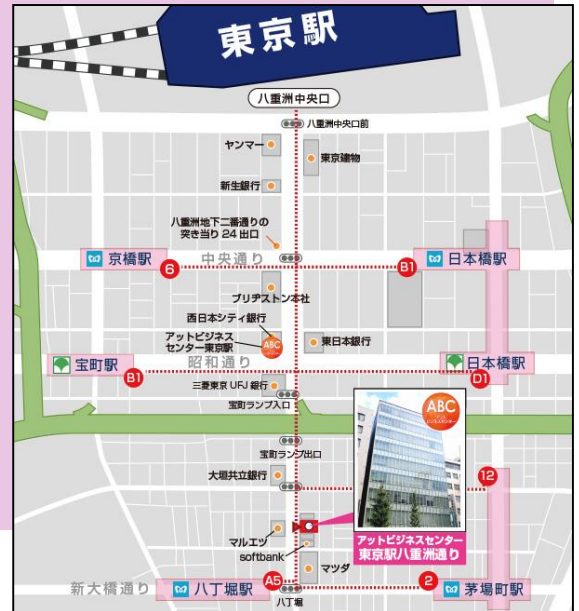 東京駅
八重洲中央口
八重洲中央口前
ヤンマー
東京建物
新生銀行
八重洲地下二番通りの
突き当り24出口
京橋駅
6
中央通り
B1
日本橋駅
ブリヂストン本社
西日本シティ銀行
アットビジネス
センター東京駅
ABC
東日本銀行
宝町駅
昭和通り
日本橋駅
B1
D1
三菱東京UFJ銀行
宝町ランプ入口
ABC
宝町ランプ出口
大垣共立銀行
12
マルエツ
softbank
アットビジネスセンター
東京駅八重洲通り
マツダ
新大橋通り
八丁堀駅
A5
八丁堀
2
茅場町駅